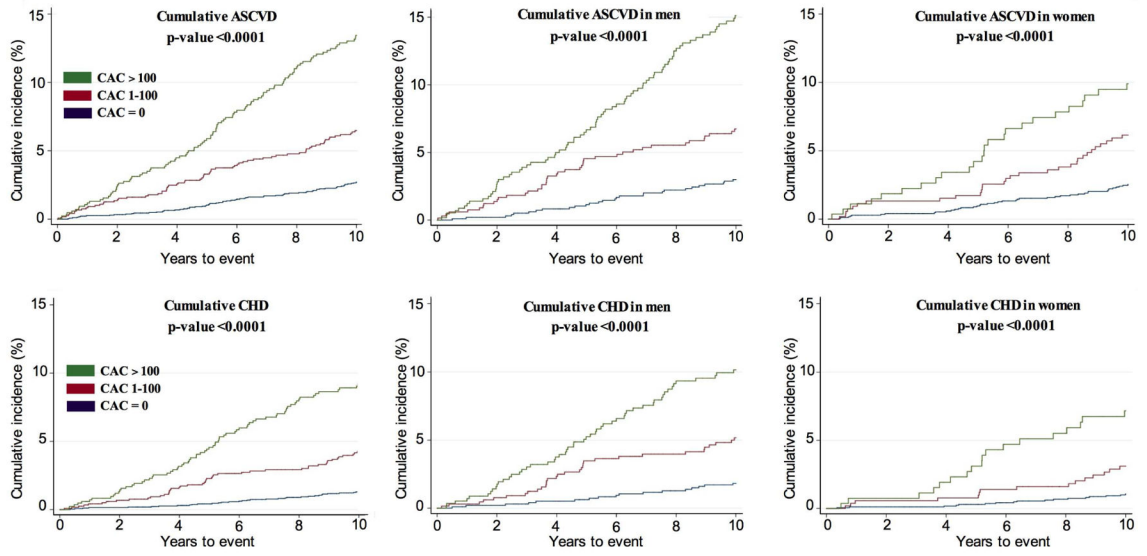 Cumulative ASCVD
p-value <0.0001
CAC > 100
CAC 1-100
CAC = 0
Cumulative incidence (%)
15
10
5
0
0 2 4 6 8 10
Years to event
Cumulative ASCVD in men
p-value <0.0001
Cumulative incidence (%)
15
10
5
0
0 2 4 6 8 10
Years to event
Cumulative ASCVD in women
p-value <0.0001
Cumulative incidence (%)
15
10
5
0
0 2 4 6 8 10
Years to event
Cumulative CHD
p-value <0.0001
CAC > 100
CAC 1-100
CAC = 0
Cumulative incidence (%)
15
10
5
0
0 2 4 6 8 10
Years to event
Cumulative CHD in men
p-value <0.0001
Cumulative incidence (%)
15
10
5
0
0 2 4 6 8 10
Years to event
Cumulative CHD in women
p-value <0.0001
Cumulative incidence (%)
15
10
5
0
0 2 4 6 8 10
Years to event